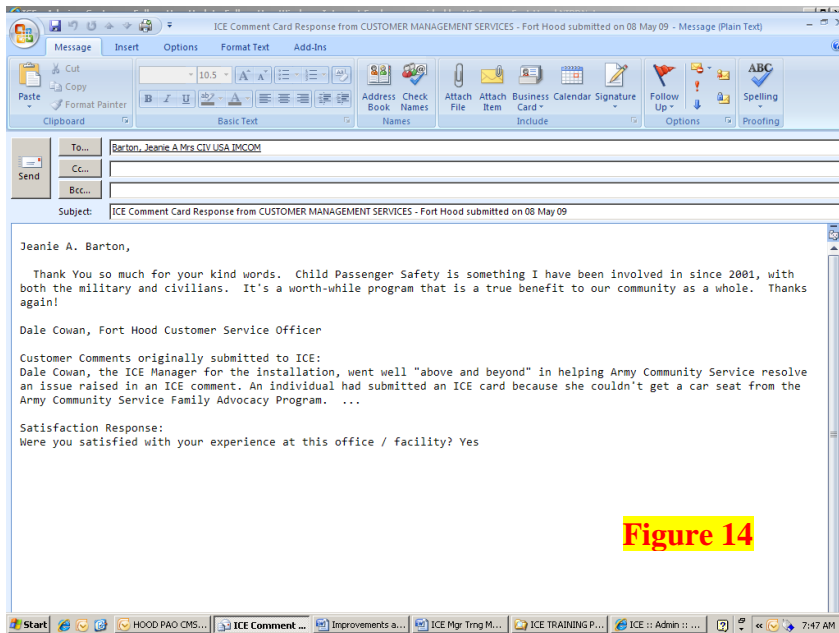 ICE Comment Card Response from CUSTOMER MANAGEMENT SERVICES - Fort Hood submitted on 08 May 09 - Message (Plain Text)
Message Insert Options Format Text Add-Ins
Paste
Cut
Copy
Format Painter
Clipboard
10.5
Basic Text
Address Book
Check Names
Names
Attach File
Attach Item
Business Card
Calendar
Signature
Include
Follow Up
Options
ABC
Spelling
Proofing
Send
To... Barton, Jeanie A Mrs CIV USA IMCOM
Cc...
Bcc...
Subject: ICE Comment Card Response from CUSTOMER MANAGEMENT SERVICES - Fort Hood submitted on 08 May 09
Jeanie A. Barton,
Thank You so much for your kind words. Child Passenger Safety is something I have been involved in since 2001, with
both the military and civilians. It's a worth-while program that is a true benefit to our community as a whole. Thanks
again!
Dale Cowan, Fort Hood Customer Service Officer
Customer Comments originally submitted to ICE:
Dale Cowan, the ICE Manager for the installation, went well "above and beyond" in helping Army Community Service resolve
an issue raised in an ICE comment. An individual had submitted an ICE card because she couldn't get a car seat from the
Army Community Service Family Advocacy Program. ...
Satisfaction Response:
Were you satisfied with your experience at this office / facility? Yes
Figure 14
Start HOOD PAO CMS... ICE Comment ... Improvements a... ICE Mgr Trng M... ICE TRAINING P... ICE :: Admin :: ... 7:47 AM